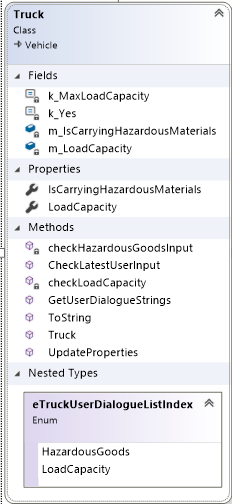 Truck
Class
Vehicle
Fields
k_MaxLoadCapacity
k_Yes
m_IsCarryingHazardousMaterials
m_LoadCapacity
Properties
IsCarryingHazardousMaterials
LoadCapacity
Methods
checkHazardousGoodsInput
CheckLatestUserInput
checkLoadCapacity
GetUserDialogueStrings
ToString
Truck
UpdateProperties
Nested Types
eTruckUserDialogueListIndex
Enum
HazardousGoods
LoadCapacity